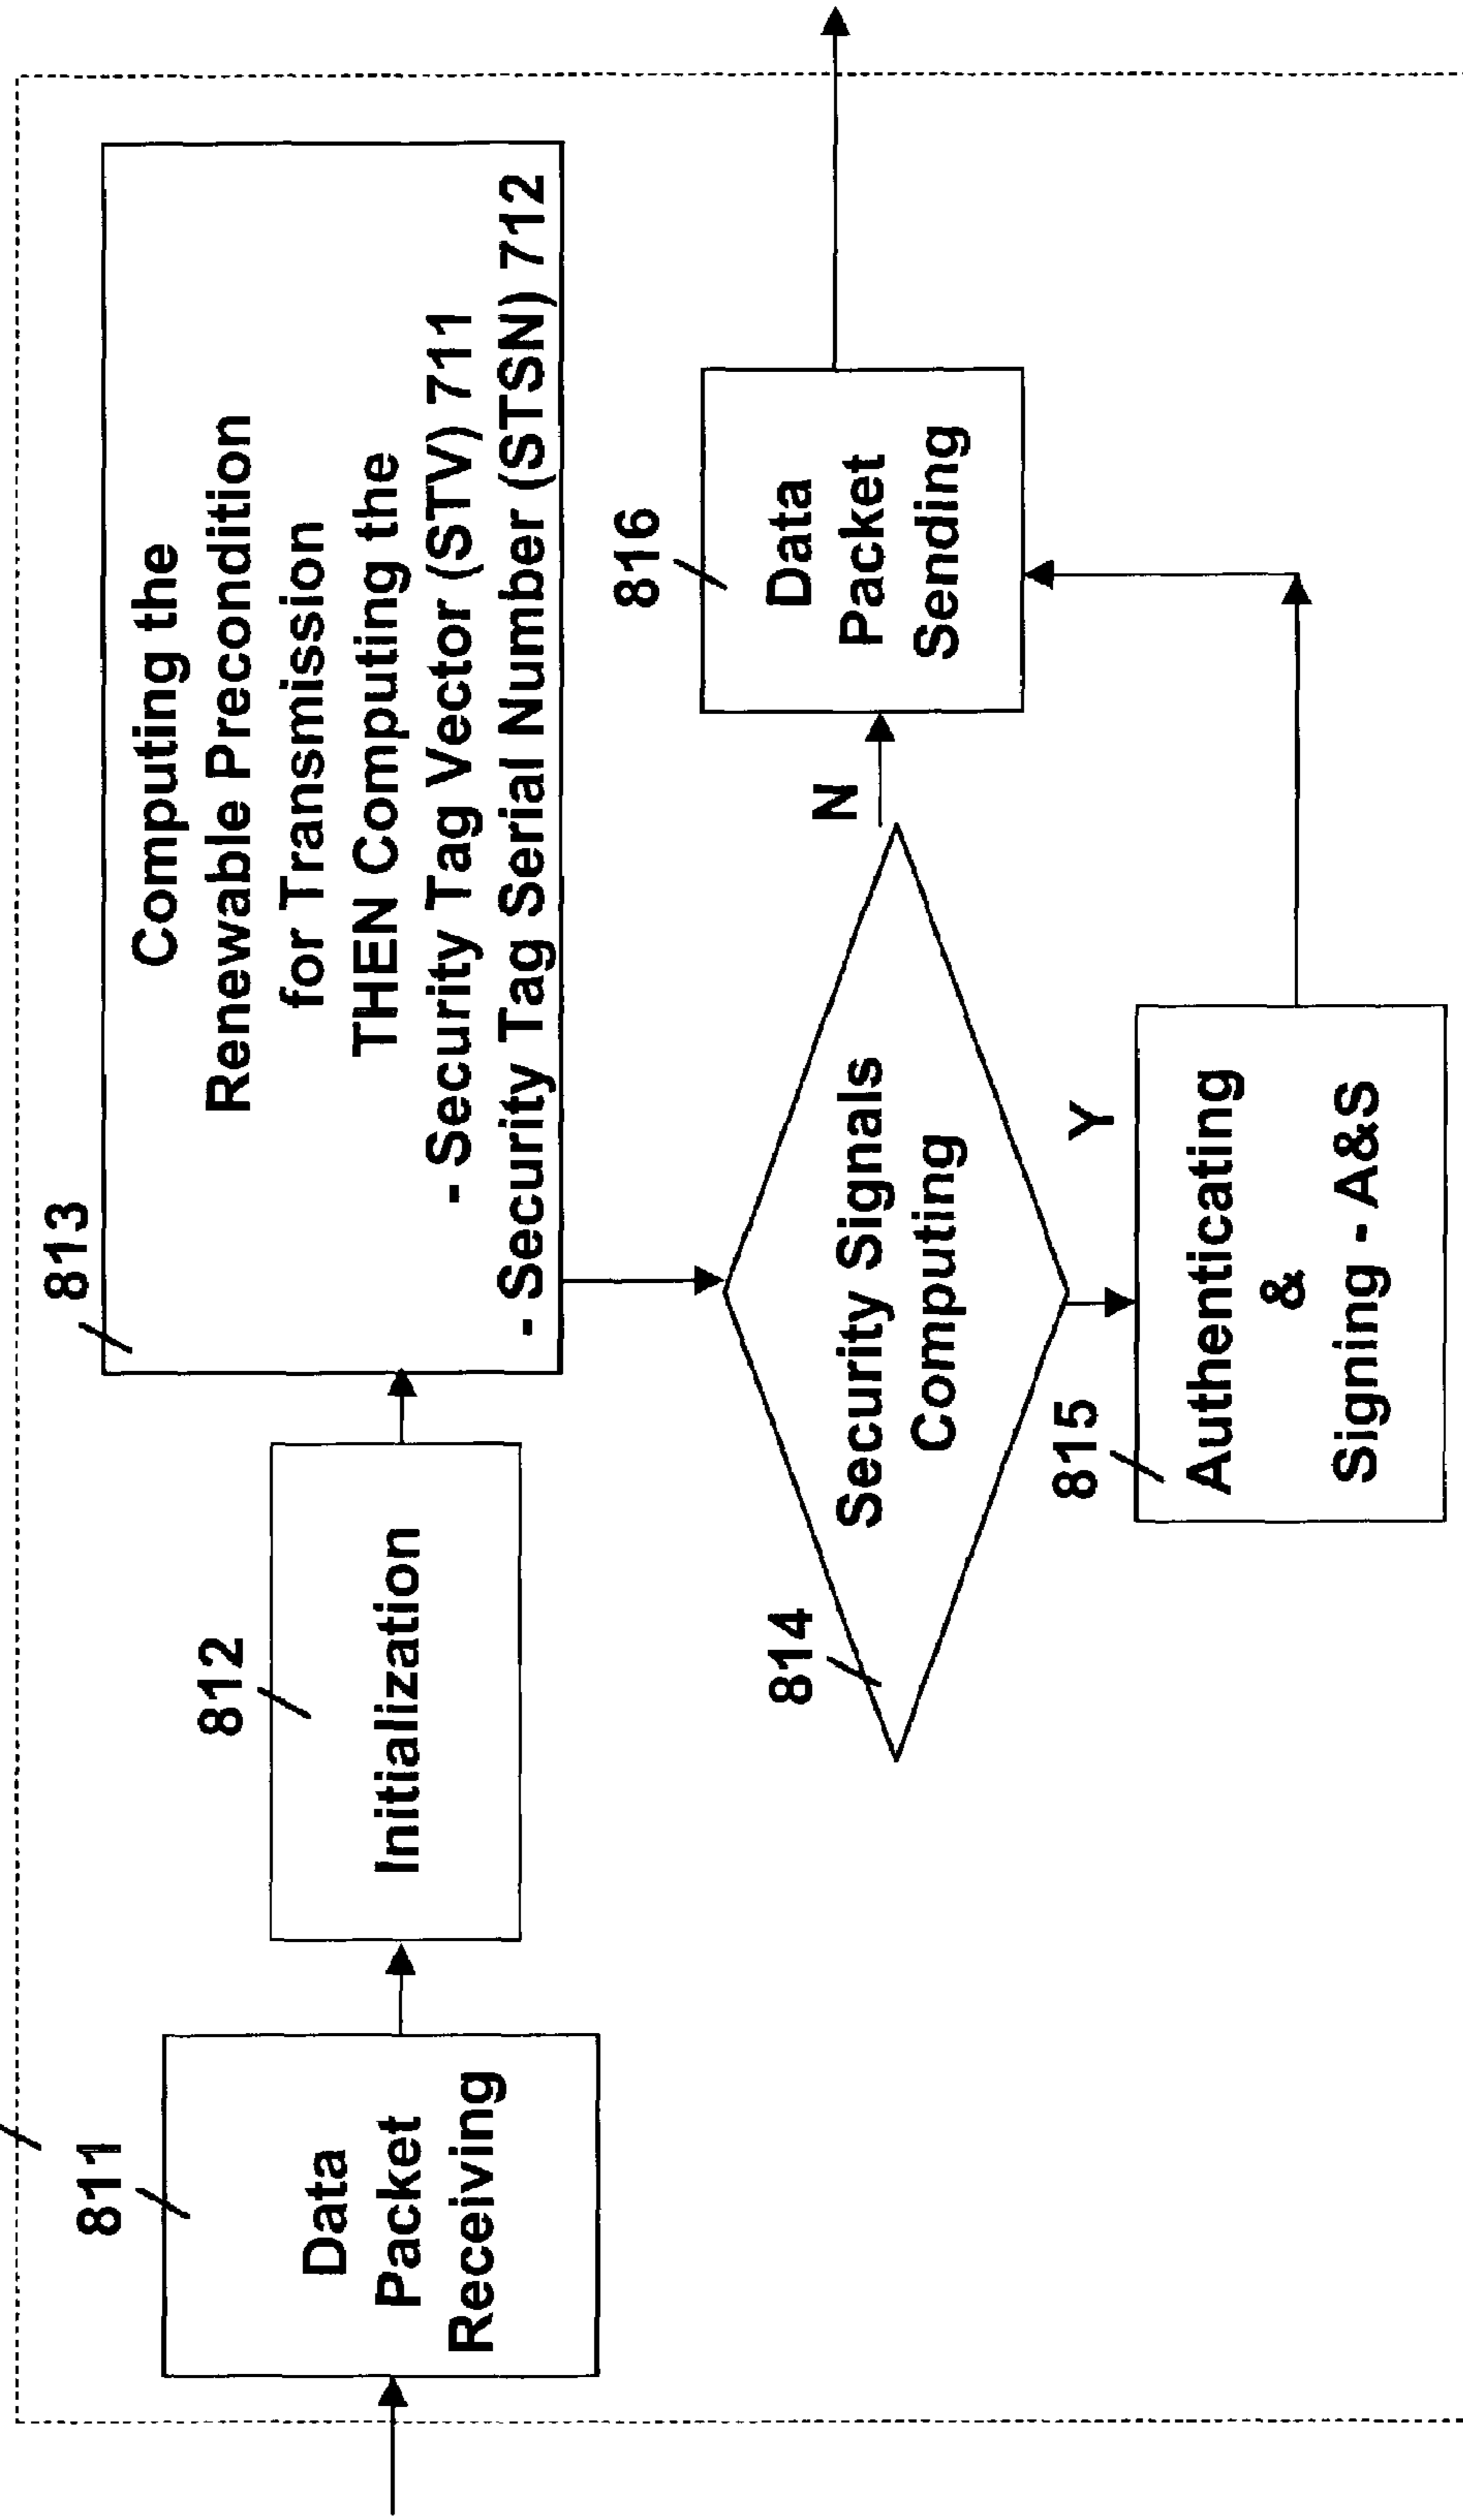 811
Data
Packet
Receiving
812
Initialization
813
Computing the
Renewable Precondition
for Transmission
THEN Computing the
- Security Tag Vector (STV) 711
- Security Tag Serial Number (STSN) 712
814
Security Signals
Computing
N
Y
815
Authenticating
&
Signing - A&S
816
Data
Packet
Sending